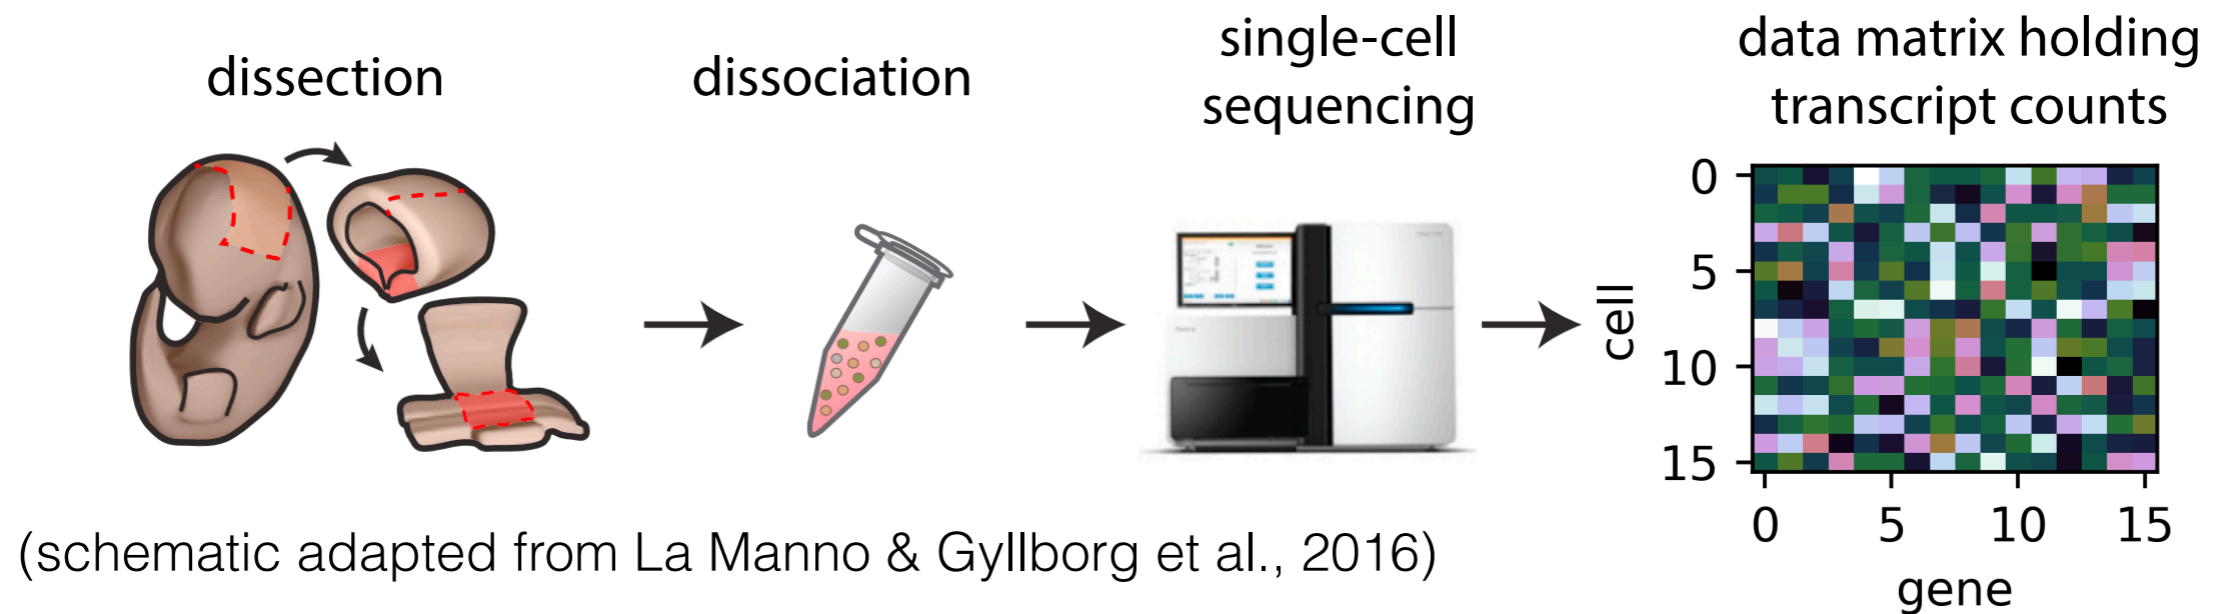 dissection
dissociation
single-cell
sequencing
data matrix holding
transcript counts
0
5
10
15
cell
0
5
10
15
gene
(schematic adapted from La Manno & Gyllborg et al., 2016)